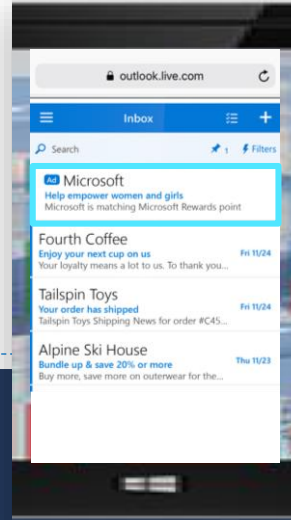 outlook.live.com
Inbox
Search
1 Filters
Ad Microsoft
Help empower women and girls
Microsoft is matching Microsoft Rewards point
Fourth Coffee
Enjoy your next cup on us Fri 11/24
Your loyalty means a lot to us. To thank you...
Tailspin Toys
Your order has shipped Fri 11/24
Tailspin Toys Shipping News for order #C45...
Alpine Ski House
Bundle up & save 20% or more Thu 11/23
Buy more, save more on outerwear for the...